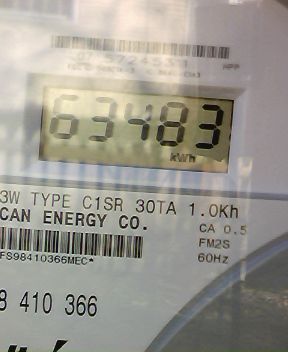 HPP
63483
kWh
3W TYPE C1SR 30TA 1.0Kh
CAN ENERGY CO.
CA 0.5
FM2S
FS98410366MEC*
60Hz
8 410 366